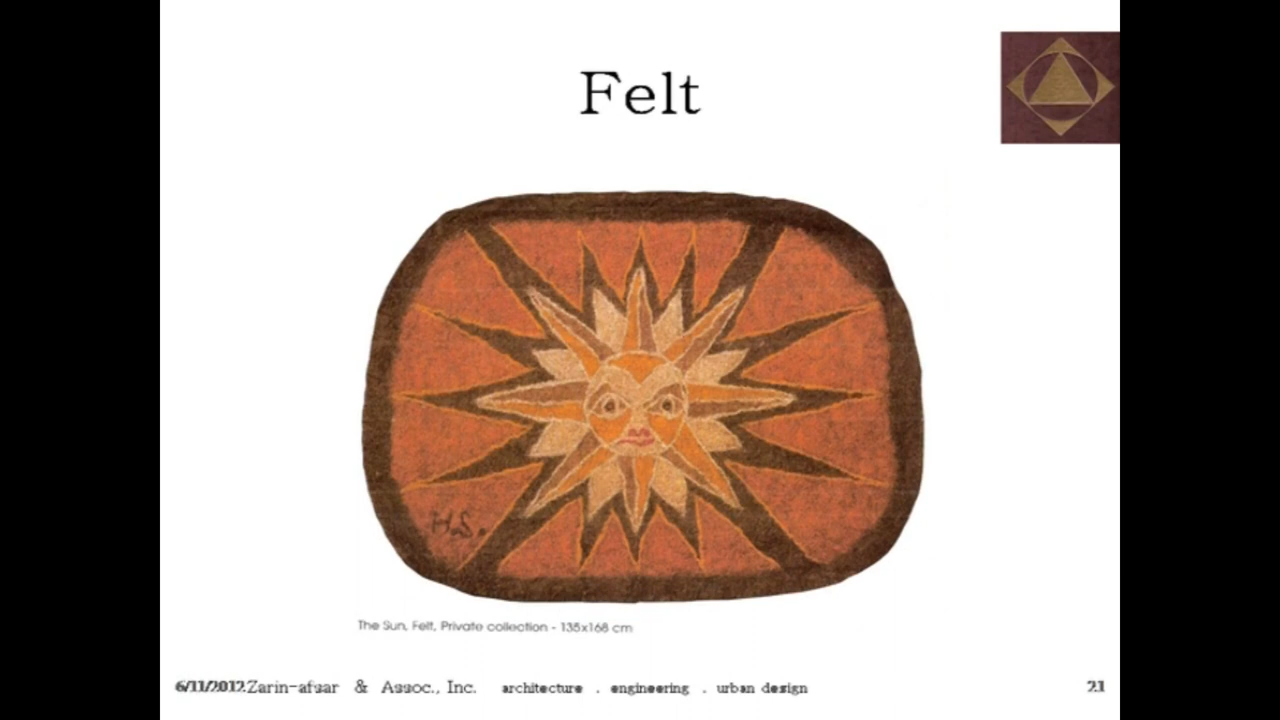 Felt
H.S.
The Sun, Felt, Private collection - 135x168 cm
6/11/2012 Zarin-afsar & Assoc., Inc. architecture . engineering . urban design 21